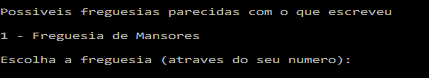 Possiveis freguesias parecidas com o que escreveu
1 - Freguesia de Mansores
Escolha a freguesia (atraves do seu numero):